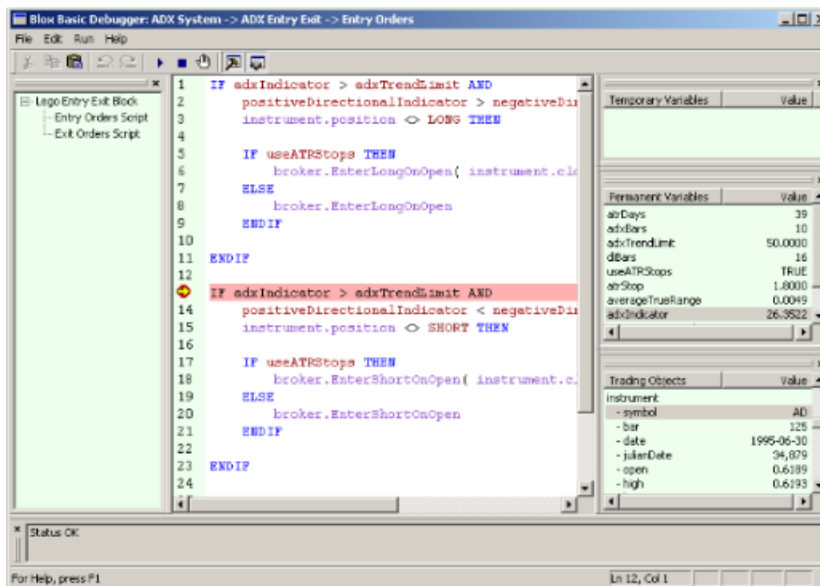 Blox Basic Debugger: ADX System -> ADX Entry Exit -> Entry Orders
File Edit Run Help
Lego Entry Exit Block
Entry Orders Script
Exit Orders Script
1 IF adxIndicator > adxTrendLimit AND
2 positiveDirectionalIndicator > negativeDi
3 instrument.position <> LONG THEN
4
5 IF useATRStops THEN
6 broker.EnterLongOnOpen( instrument.clo
7 ELSE
8 broker.EnterLongOnOpen
9 ENDIF
10
11 ENDIF
12
IF adxIndicator > adxTrendLimit AND
14 positiveDirectionalIndicator < negativeDi
15 instrument.position <> SHORT THEN
16
17 IF useATRStops THEN
18 broker.EnterShortOnOpen( instrument.cl
19 ELSE
20 broker.EnterShortOnOpen
21 ENDIF
22
23 ENDIF
24
Temporary Variables Value
Permanent Variables Value
atrDays 39
adxBars 10
adxTrendLimit 50.0000
diBars 16
useATRStops TRUE
atrStop 1.8000
averageTrueRange 0.0049
adxIndicator 26.3522
Trading Objects Value
instrument
- symbol AD
- bar 125
- date 1995-06-30
- julianDate 34,879
- open 0.6189
- high 0.6193
Status OK
For Help, press F1
Ln 12, Col 1